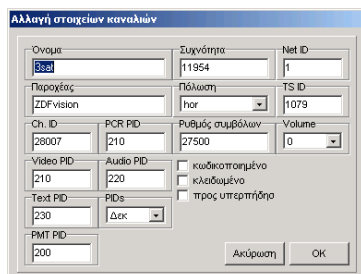 Αλλαγή στοιχείων καναλιών
Όνομα Συχνότητα Net ID
3sat 11954 1
Παροχέας Πόλωση TS ID
ZDFvision hor 1079
Ch. ID PCR PID Ρυθμός συμβόλων Volume
28007 210 27500 0
Video PID Audio PID κωδικοποιημένο
210 220 κλειδωμένο
Text PID PIDs προς υπερπήδησ
230 Δεκ
PMT PID
200 Ακύρωση OK